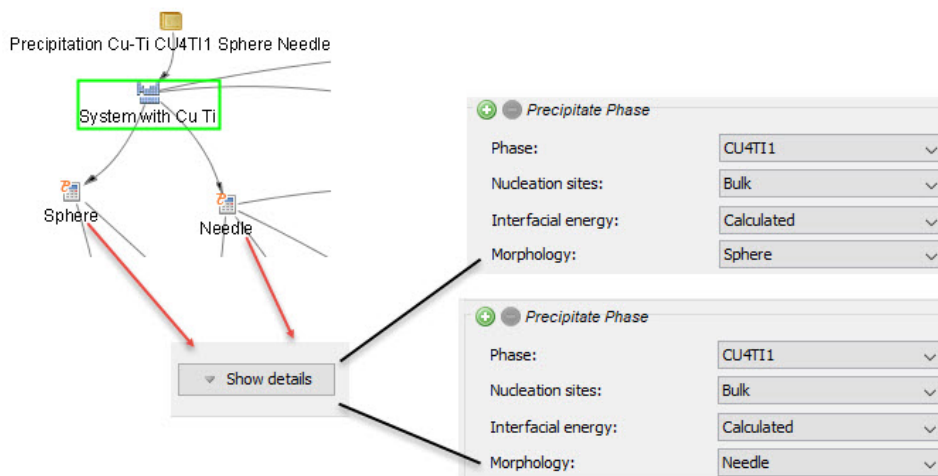 Precipitation Cu-Ti CU4TI1 Sphere Needle
System with Cu Ti
Sphere
Needle
Show details
Precipitate Phase
Phase: CU4TI1
Nucleation sites: Bulk
Interfacial energy: Calculated
Morphology: Sphere
Precipitate Phase
Phase: CU4TI1
Nucleation sites: Bulk
Interfacial energy: Calculated
Morphology: Needle